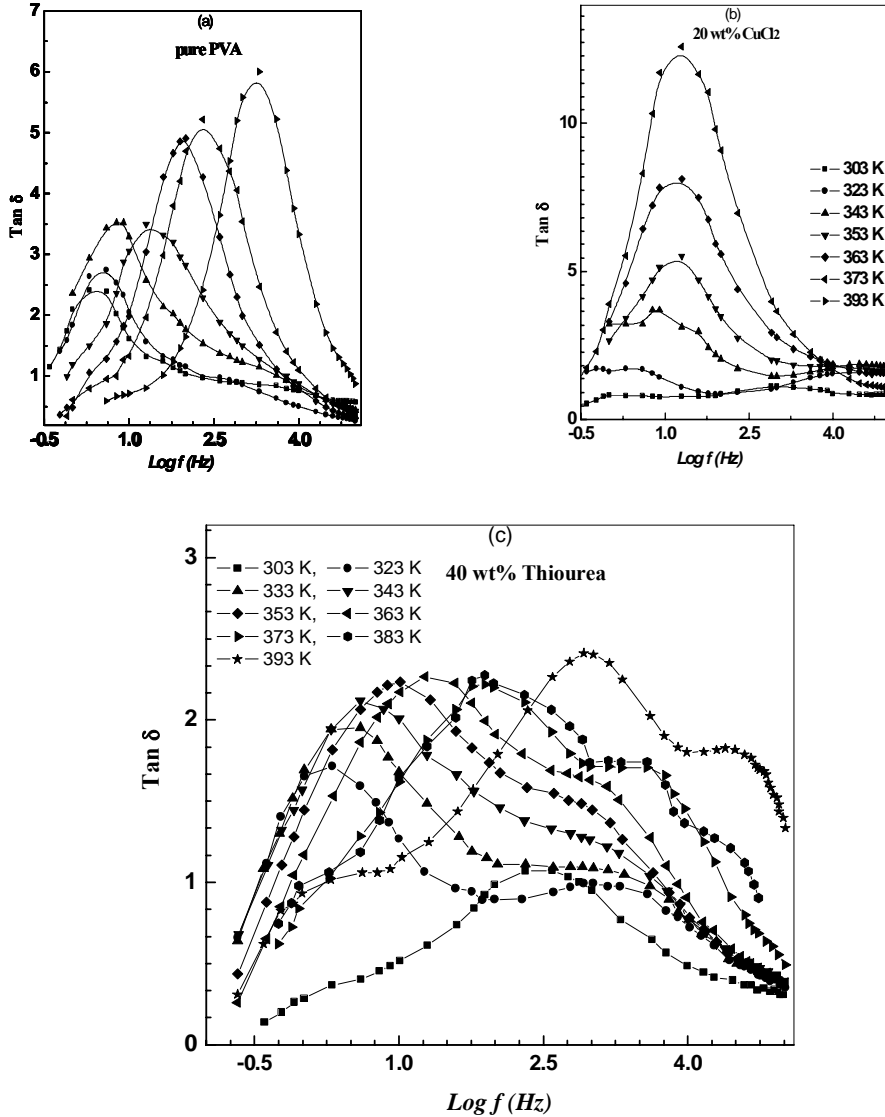 (a)
pure PVA
7
6
5
4
3
2
1
Tan δ
-0.5 1.0 2.5 4.0
Log f (Hz)
(b)
20 wt% CuCl2
10
5
0
Tan δ
303 K
323 K
343 K
353 K
363 K
373 K
393 K
-0.5 1.0 2.5 4.0
Log f (Hz)
(c)
40 wt% Thiourea
303 K, 323 K
333 K, 343 K
353 K, 363 K
373 K, 383 K
393 K
3
2
1
0
Tan δ
-0.5 1.0 2.5 4.0
Log f (Hz)